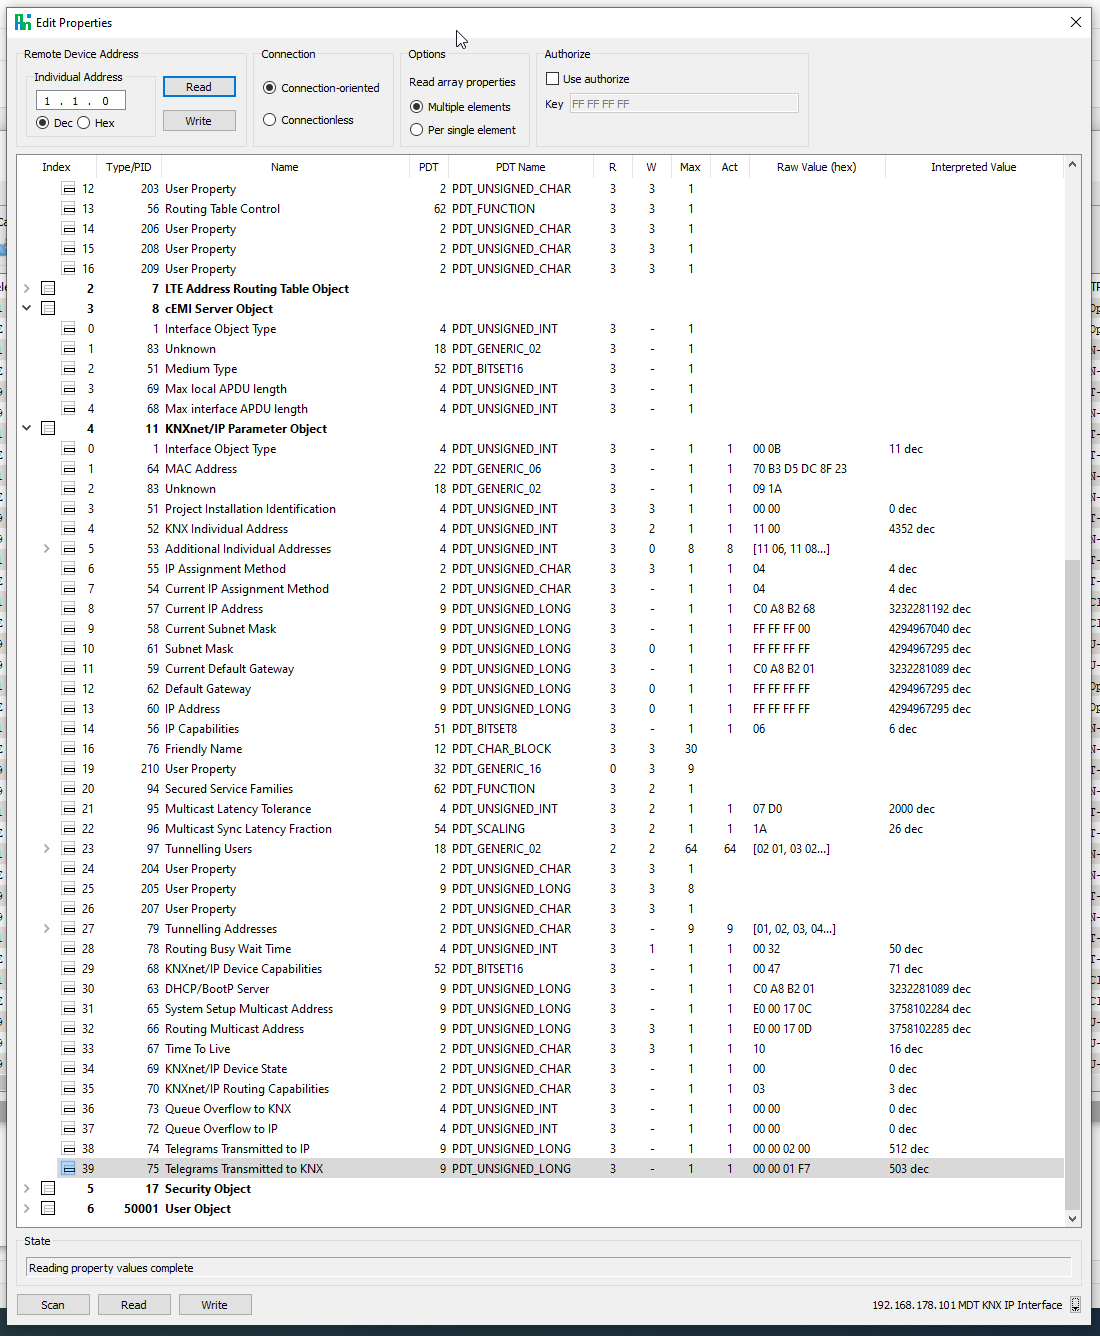 Edit Properties
Remote Device Address
Individual Address
1 . 1 . 0
Dec Hex
Read
Write
Connection
Connection-oriented
Connectionless
Options
Read array properties
Multiple elements
Per single element
Authorize
Use authorize
Key FF FF FF FF
Index Type/PID Name PDT PDT Name R W Max Act Raw Value (hex) Interpreted Value
12 203 User Property 2 PDT_UNSIGNED_CHAR 3 3 1
13 56 Routing Table Control 62 PDT_FUNCTION 3 3 1
14 206 User Property 2 PDT_UNSIGNED_CHAR 3 3 1
15 208 User Property 2 PDT_UNSIGNED_CHAR 3 3 1
16 209 User Property 2 PDT_UNSIGNED_CHAR 3 3 1
2 7 LTE Address Routing Table Object
3 8 cEMI Server Object
0 1 Interface Object Type 4 PDT_UNSIGNED_INT 3 - 1
1 83 Unknown 18 PDT_GENERIC_02 3 - 1
2 51 Medium Type 52 PDT_BITSET16 3 - 1
3 69 Max local APDU length 4 PDT_UNSIGNED_INT 3 - 1
4 68 Max interface APDU length 4 PDT_UNSIGNED_INT 3 - 1
4 11 KNXnet/IP Parameter Object
0 1 Interface Object Type 4 PDT_UNSIGNED_INT 3 - 1 1 00 0B 11 dec
1 64 MAC Address 22 PDT_GENERIC_06 3 - 1 1 70 B3 D5 DC 8F 23
2 83 Unknown 18 PDT_GENERIC_02 3 - 1 1 09 1A
3 51 Project Installation Identification 4 PDT_UNSIGNED_INT 3 3 1 1 00 00 0 dec
4 52 KNX Individual Address 4 PDT_UNSIGNED_INT 3 2 1 1 11 00 4352 dec
5 53 Additional Individual Addresses 4 PDT_UNSIGNED_INT 3 0 8 8 [11 06, 11 08...]
6 55 IP Assignment Method 2 PDT_UNSIGNED_CHAR 3 3 1 1 04 4 dec
7 54 Current IP Assignment Method 2 PDT_UNSIGNED_CHAR 3 - 1 1 04 4 dec
8 57 Current IP Address 9 PDT_UNSIGNED_LONG 3 - 1 1 C0 A8 B2 68 3232281192 dec
9 58 Current Subnet Mask 9 PDT_UNSIGNED_LONG 3 - 1 1 FF FF FF 00 4294967040 dec
10 61 Subnet Mask 9 PDT_UNSIGNED_LONG 3 0 1 1 FF FF FF FF 4294967295 dec
11 59 Current Default Gateway 9 PDT_UNSIGNED_LONG 3 - 1 1 C0 A8 B2 01 3232281089 dec
12 62 Default Gateway 9 PDT_UNSIGNED_LONG 3 0 1 1 FF FF FF FF 4294967295 dec
13 60 IP Address 9 PDT_UNSIGNED_LONG 3 0 1 1 FF FF FF FF 4294967295 dec
14 56 IP Capabilities 51 PDT_BITSET8 3 - 1 1 06 6 dec
16 76 Friendly Name 12 PDT_CHAR_BLOCK 3 3 30
19 210 User Property 32 PDT_GENERIC_16 0 3 9
20 94 Secured Service Families 62 PDT_FUNCTION 3 2 1
21 95 Multicast Latency Tolerance 4 PDT_UNSIGNED_INT 3 2 1 1 07 D0 2000 dec
22 96 Multicast Sync Latency Fraction 54 PDT_SCALING 3 2 1 1 1A 26 dec
23 97 Tunnelling Users 18 PDT_GENERIC_02 2 2 64 64 [02 01, 03 02...]
24 204 User Property 2 PDT_UNSIGNED_CHAR 3 3 1
25 205 User Property 9 PDT_UNSIGNED_LONG 3 3 8
26 207 User Property 2 PDT_UNSIGNED_CHAR 3 3 1
27 79 Tunnelling Addresses 2 PDT_UNSIGNED_CHAR 3 - 9 9 [01, 02, 03, 04...]
28 78 Routing Busy Wait Time 4 PDT_UNSIGNED_INT 3 1 1 1 00 32 50 dec
29 68 KNXnet/IP Device Capabilities 52 PDT_BITSET16 3 - 1 1 00 47 71 dec
30 63 DHCP/BootP Server 9 PDT_UNSIGNED_LONG 3 - 1 1 C0 A8 B2 01 3232281089 dec
31 65 System Setup Multicast Address 9 PDT_UNSIGNED_LONG 3 - 1 1 E0 00 17 0C 3758102284 dec
32 66 Routing Multicast Address 9 PDT_UNSIGNED_LONG 3 3 1 1 E0 00 17 0D 3758102285 dec
33 67 Time To Live 2 PDT_UNSIGNED_CHAR 3 3 1 1 10 16 dec
34 69 KNXnet/IP Device State 2 PDT_UNSIGNED_CHAR 3 - 1 1 00 0 dec
35 70 KNXnet/IP Routing Capabilities 2 PDT_UNSIGNED_CHAR 3 - 1 1 03 3 dec
36 73 Queue Overflow to KNX 4 PDT_UNSIGNED_INT 3 - 1 1 00 00 0 dec
37 72 Queue Overflow to IP 4 PDT_UNSIGNED_INT 3 - 1 1 00 00 0 dec
38 74 Telegrams Transmitted to IP 9 PDT_UNSIGNED_LONG 3 - 1 1 00 00 02 00 512 dec
39 75 Telegrams Transmitted to KNX 9 PDT_UNSIGNED_LONG 3 - 1 1 00 00 01 F7 503 dec
5 17 Security Object
6 50001 User Object
State
Reading property values complete
Scan Read Write 192.168.178.101 MDT KNX IP Interface